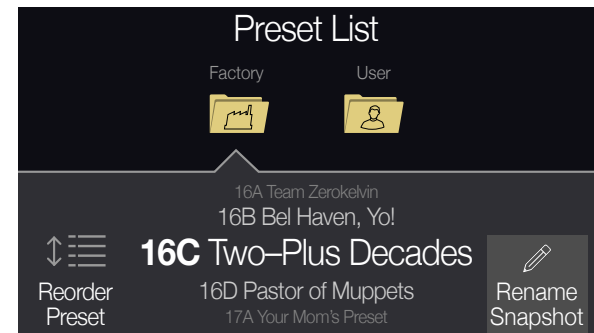 Preset List
Factory User
16A Team Zerokelvin
16B Bel Haven, Yo!
16C Two–Plus Decades
16D Pastor of Muppets
17A Your Mom's Preset
Reorder
Preset
Rename
Snapshot